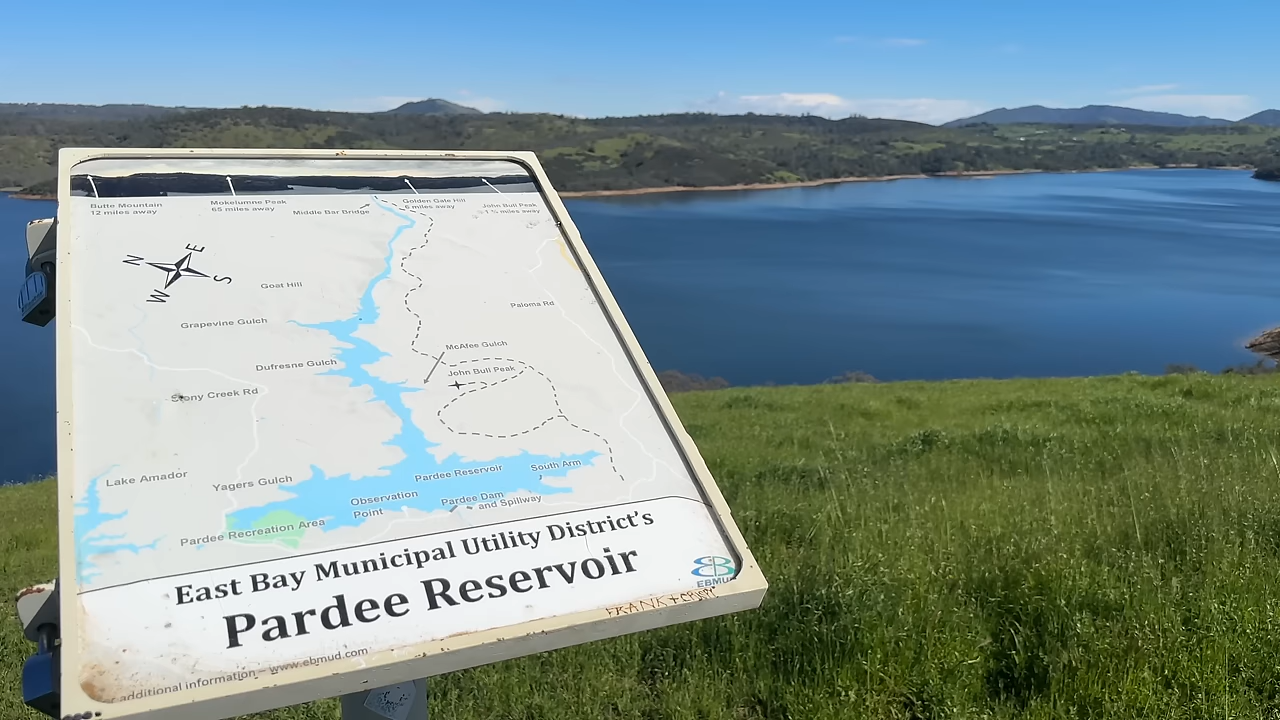 Butte Mountain
12 miles away
Mokelumne Peak
65 miles away
Middle Bar Bridge
Golden Gate Hill
6 miles away
John Bull Peak
1 ½ miles away
N
E
W
S
Goat Hill
Paloma Rd
Grapevine Gulch
McAfee Gulch
Dufresne Gulch
John Bull Peak
Stony Creek Rd
Lake Amador
Yagers Gulch
Pardee Reservoir
South Arm
Observation
Point
Pardee Dam
and Spillway
Pardee Recreation Area
East Bay Municipal Utility District's
Pardee Reservoir
EBMUD
FRANK +
additional information – www.ebmud.com